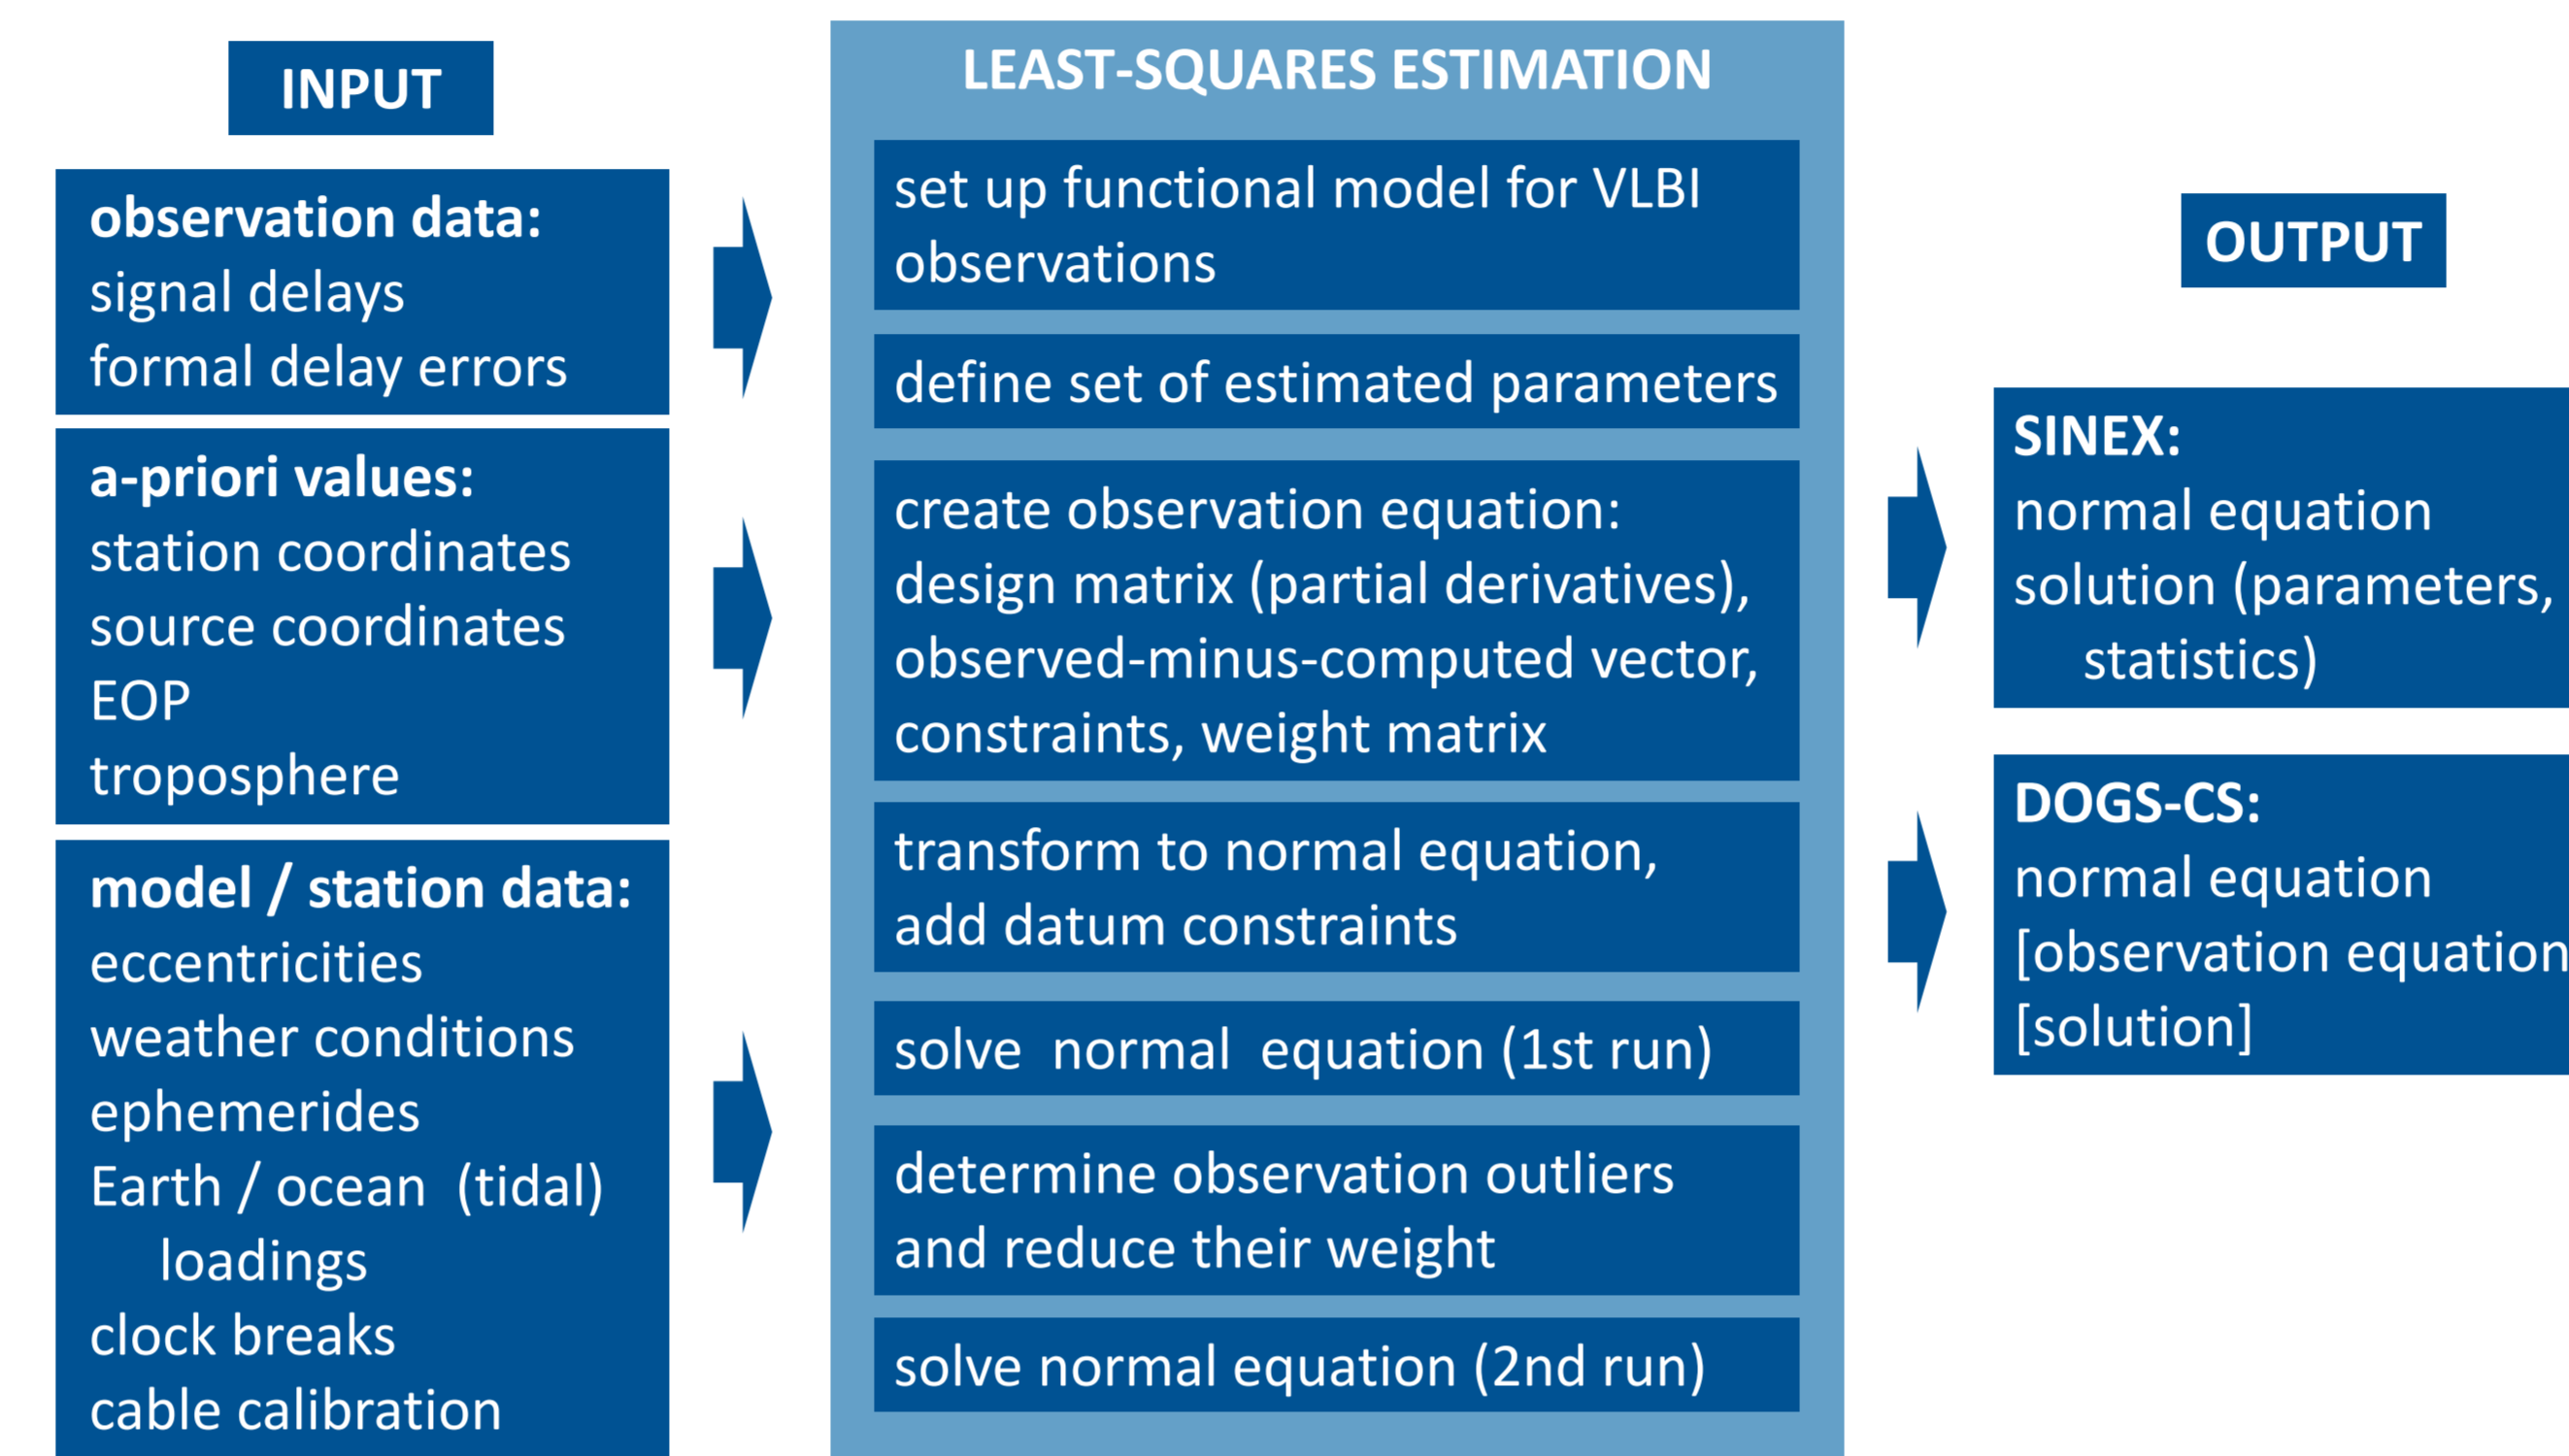 INPUT
observation data:
signal delays
formal delay errors
a-priori values:
station coordinates
source coordinates
EOP
troposphere
model / station data:
eccentricities
weather conditions
ephemerides
Earth / ocean (tidal)
loadings
clock breaks
cable calibration
LEAST-SQUARES ESTIMATION
set up functional model for VLBI
observations
define set of estimated parameters
create observation equation:
design matrix (partial derivatives),
observed-minus-computed vector,
constraints, weight matrix
transform to normal equation,
add datum constraints
solve normal equation (1st run)
determine observation outliers
and reduce their weight
solve normal equation (2nd run)
OUTPUT
SINEX:
normal equation
solution (parameters,
statistics)
DOGS-CS:
normal equation
[observation equation
[solution]